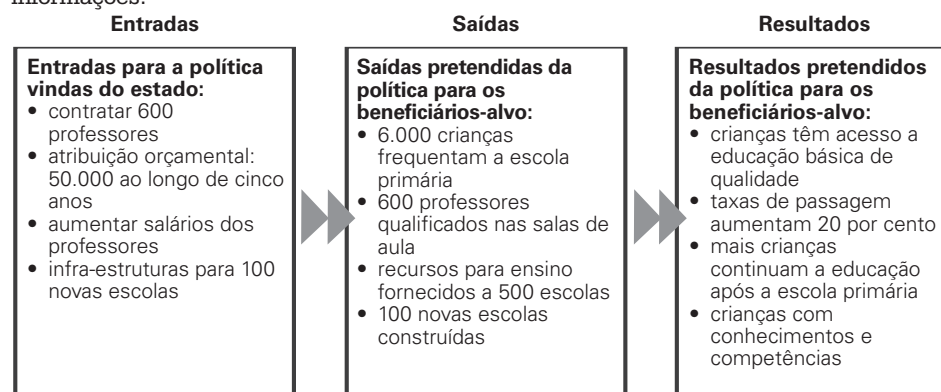 informações:
Entradas
Entradas para a política
vindas do estado:
• contratar 600
professores
• atribuição orçamental:
50.000 ao longo de cinco
anos
• aumentar salários dos
professores
• infra-estruturas para 100
novas escolas
Saídas
Saídas pretendidas da
política para os
beneficiários-alvo:
• 6.000 crianças
frequentam a escola
primária
• 600 professores
qualificados nas salas de
aula
• recursos para ensino
fornecidos a 500 escolas
• 100 novas escolas
construídas
Resultados
Resultados pretendidos
da política para os
beneficiários-alvo:
• crianças têm acesso a
educação básica de
qualidade
• taxas de passagem
aumentam 20 por cento
• mais crianças
continuam a educação
após a escola primária
• crianças com
conhecimentos e
competências